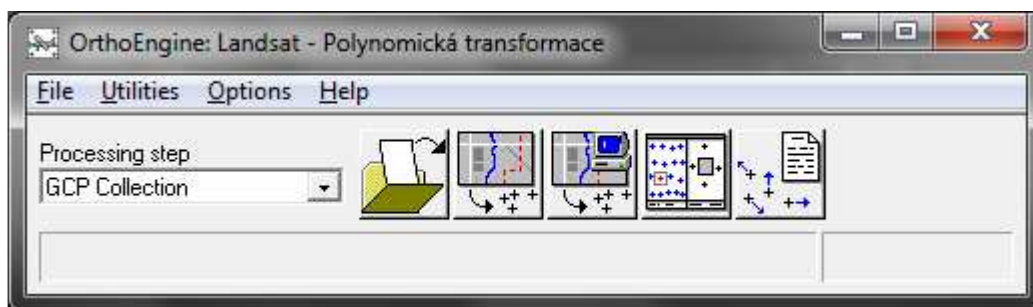 OrthoEngine: Landsat - Polynomická transformace
File Utilities Options Help
Processing step
GCP Collection